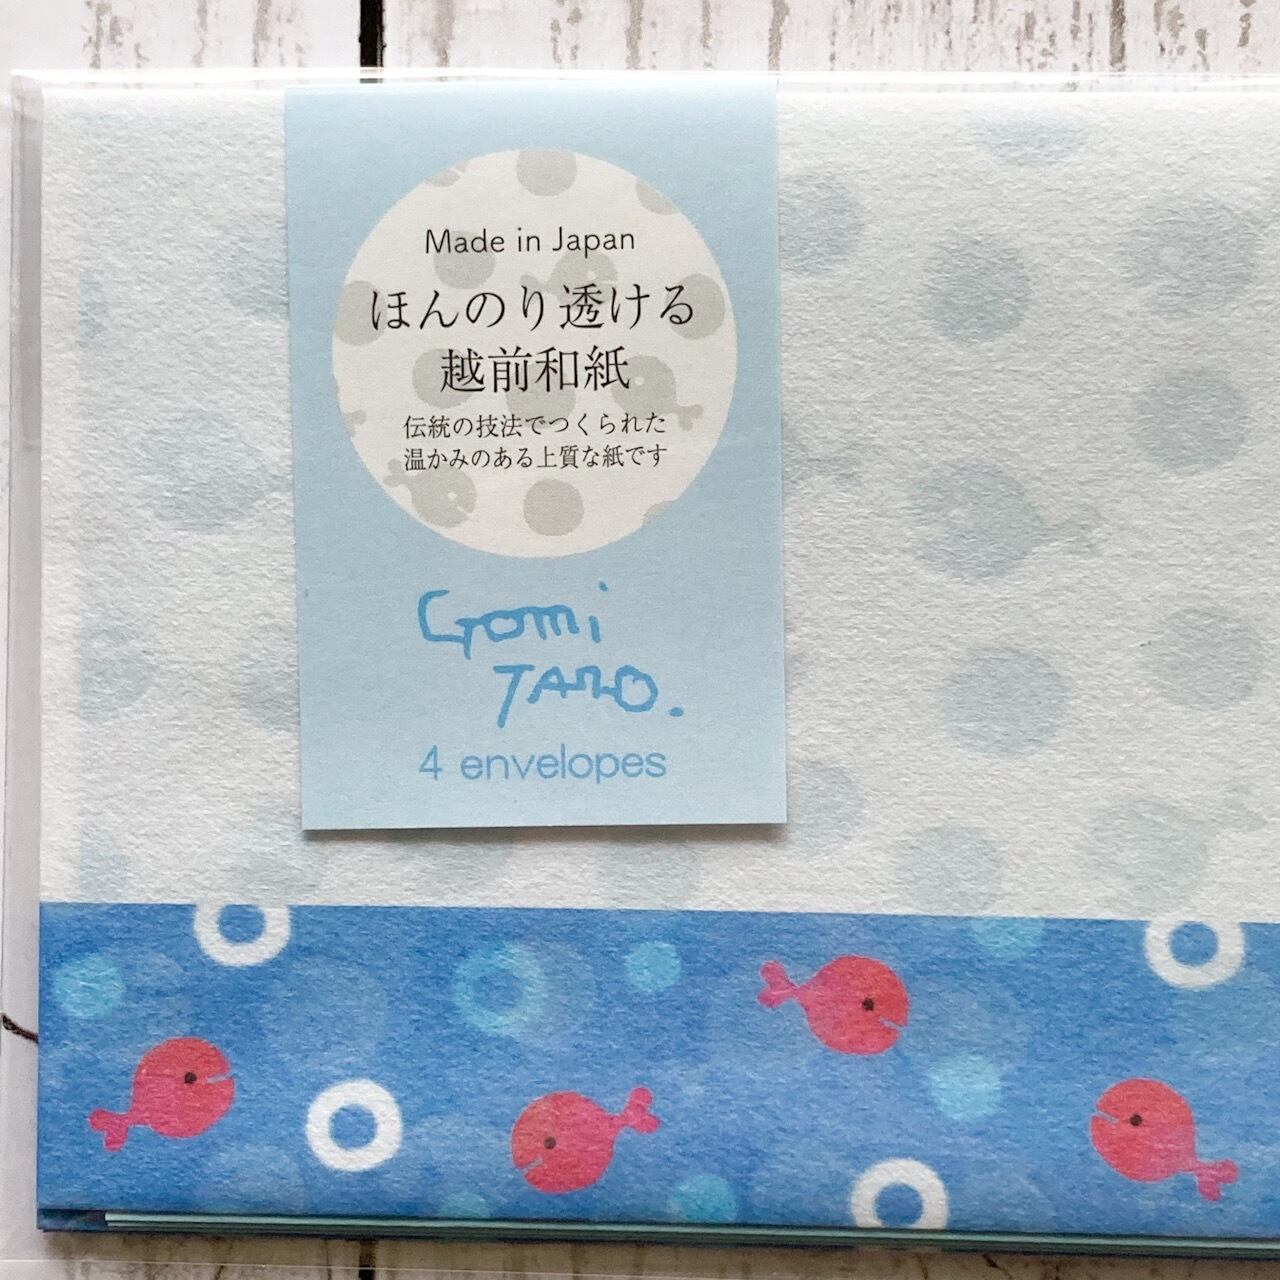 Made in Japan
ほんのり透ける
越前和紙
伝統の技法でつくられた
温かみのある上質な紙です
Gomi
TARO.
4 envelopes